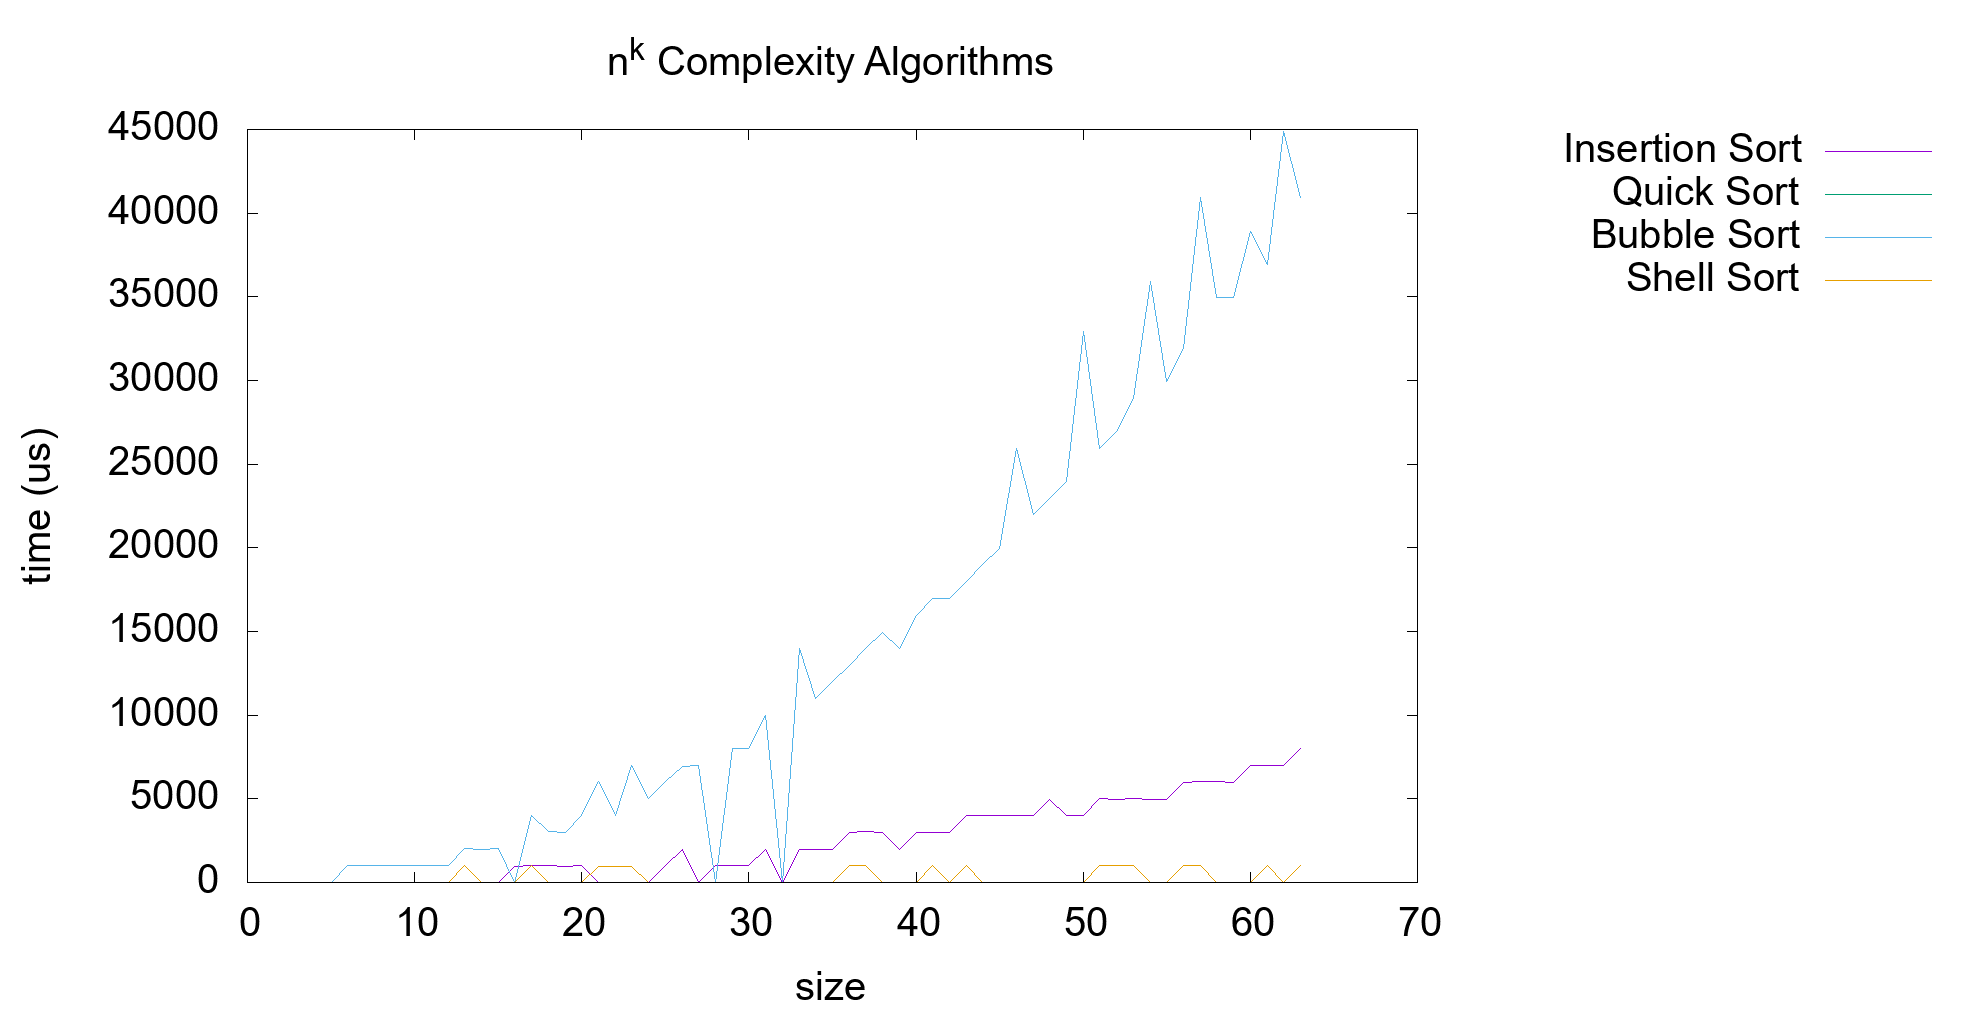 n^k Complexity Algorithms
45000
40000
35000
30000
25000
20000
15000
10000
5000
0
time (us)
0 10 20 30 40 50 60 70
size
Insertion Sort
Quick Sort
Bubble Sort
Shell Sort